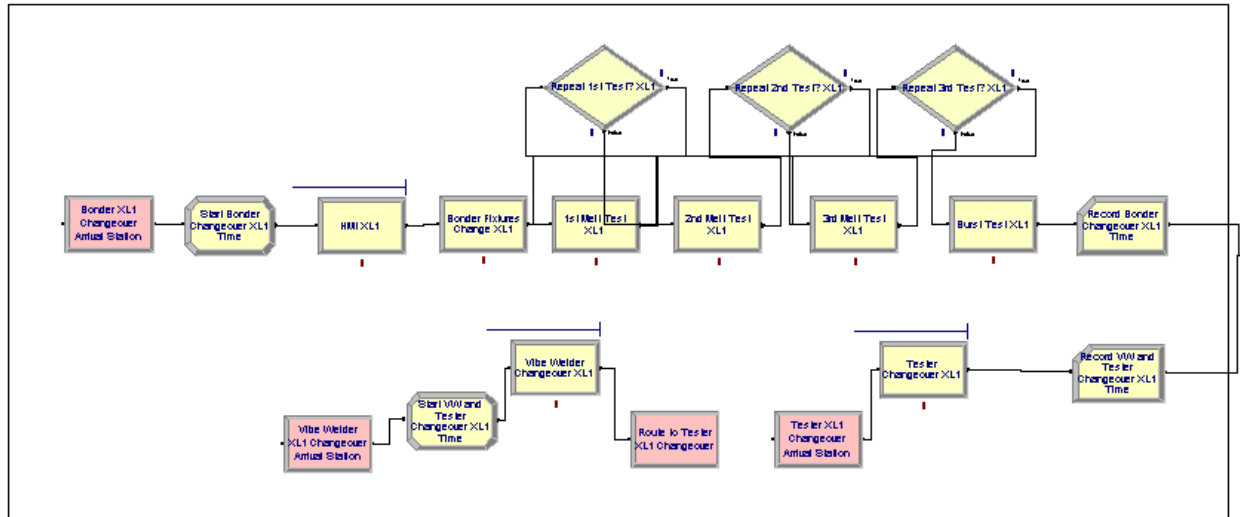 Repeat 1st Test? XL1
True
False
Repeat 2nd Test? XL1
True
False
Repeat 3rd Test? XL1
True
False
Bonder XL1
Changeover
Arrival Station
Start Bonder
Changeover XL1
Time
HMI XL1
Bonder Fixtures
Change XL1
1st Melt Test
XL1
2nd Melt Test
XL1
3rd Melt Test
XL1
Burst Test XL1
Record Bonder
Changeover XL1
Time
Vibe Welder
XL1 Changeover
Arrival Station
Start VW and
Tester
Changeover XL1
Time
Vibe Welder
Changeover XL1
Route to Tester
XL1 Changeover
Tester XL1
Changeover
Arrival Station
Tester
Changeover XL1
Record VW and
Tester
Changeover XL1
Time